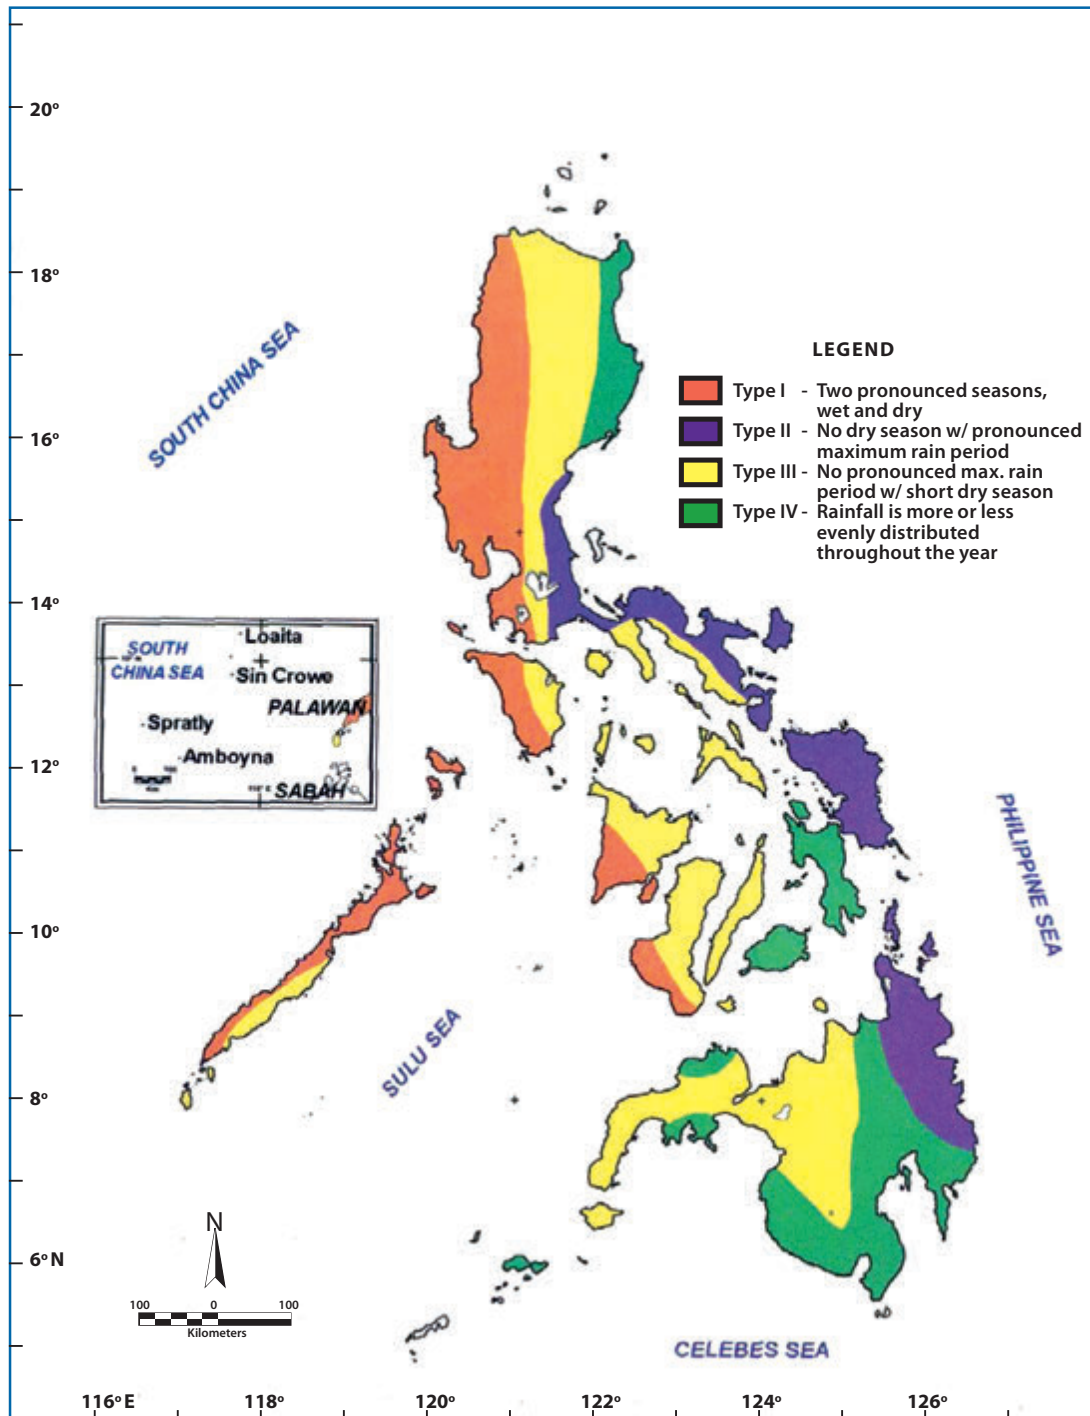 20°
18°
16°
14°
12°
10°
8°
6° N
SOUTH CHINA SEA
LEGEND
Type I - Two pronounced seasons,
wet and dry
Type II - No dry season w/ pronounced
maximum rain period
Type III - No pronounced max. rain
period w/ short dry season
Type IV - Rainfall is more or less
evenly distributed
throughout the year
SOUTH
CHINA SEA
Loaita
Sin Crowe
PALAWAN
Spratly
Amboyna
SABAH
PHILIPPINE SEA
SULU SEA
N
100 0 100
Kilometers
CELEBES SEA
116° E 118° 120° 122° 124° 126°